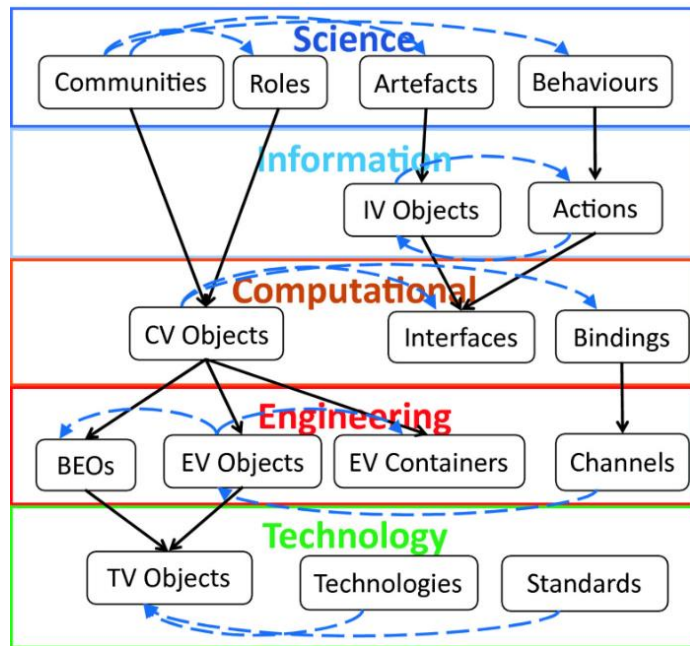 Science
Communities
Roles
Artefacts
Behaviours
Information
IV Objects
Actions
Computational
CV Objects
Interfaces
Bindings
Engineering
BEOs
EV Objects
EV Containers
Channels
Technology
TV Objects
Technologies
Standards